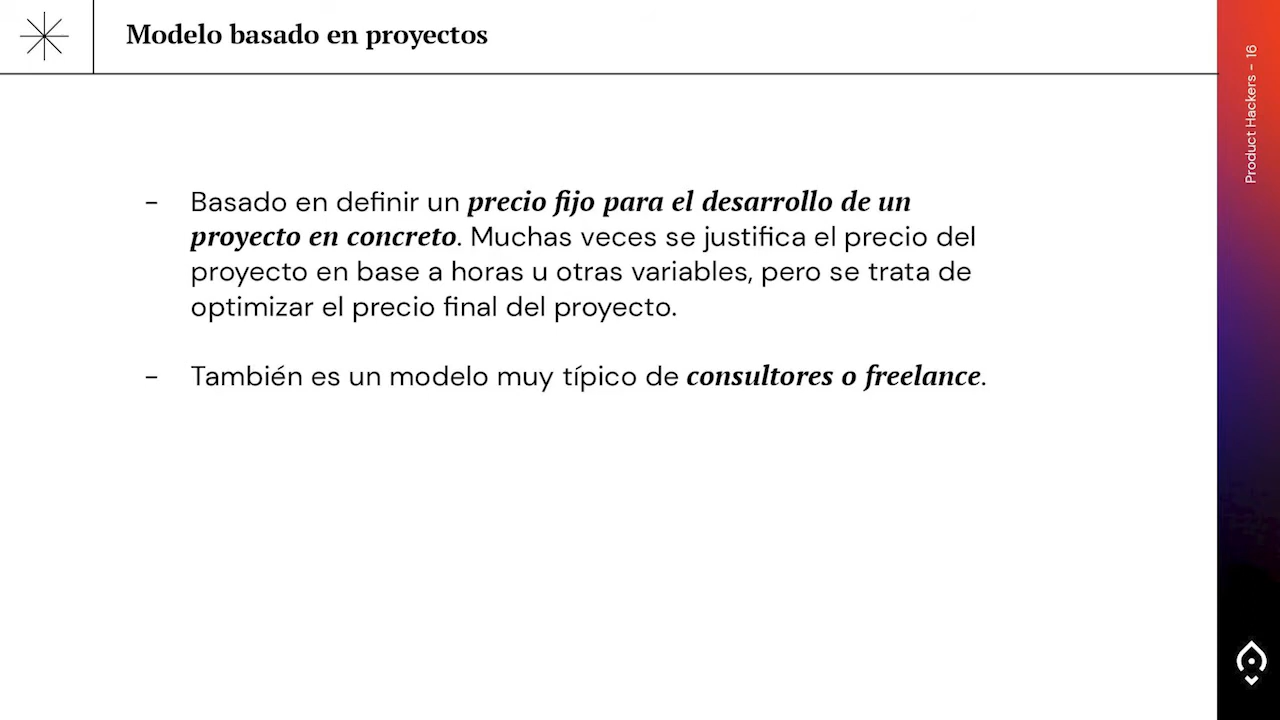 Modelo basado en proyectos
Product Hackers - 16
- Basado en definir un precio fijo para el desarrollo de un
proyecto en concreto. Muchas veces se justifica el precio del
proyecto en base a horas u otras variables, pero se trata de
optimizar el precio final del proyecto.
- También es un modelo muy típico de consultores o freelance.